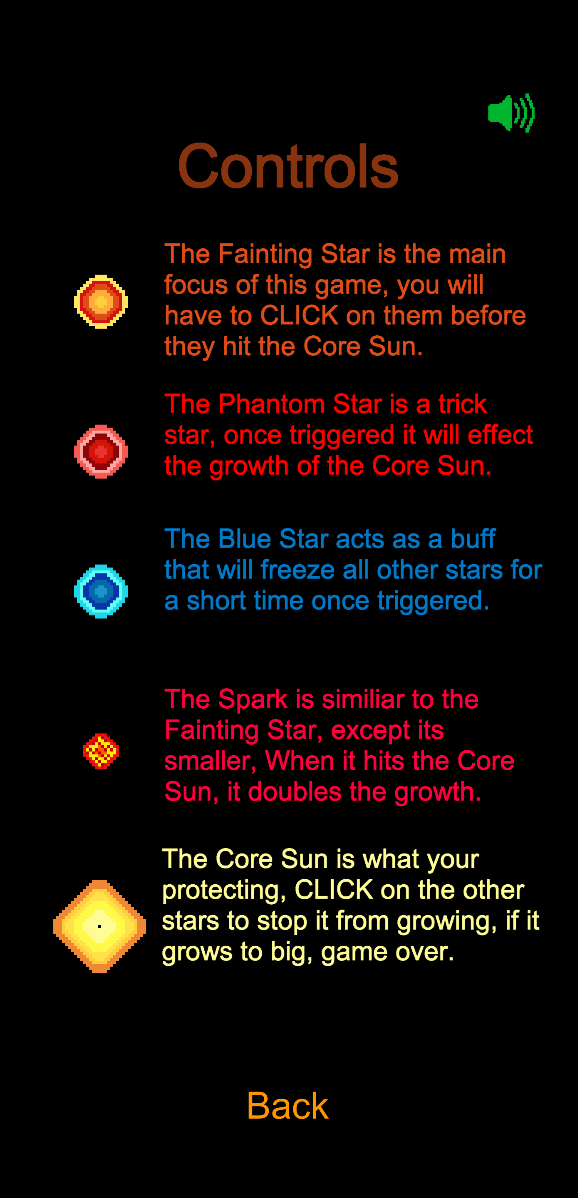 Controls
The Fainting Star is the main
focus of this game, you will
have to CLICK on them before
they hit the Core Sun.
The Phantom Star is a trick
star, once triggered it will effect
the growth of the Core Sun.
The Blue Star acts as a buff
that will freeze all other stars for
a short time once triggered.
The Spark is similiar to the
Fainting Star, except its
smaller, When it hits the Core
Sun, it doubles the growth.
The Core Sun is what your
protecting, CLICK on the other
stars to stop it from growing, if it
grows to big, game over.
Back